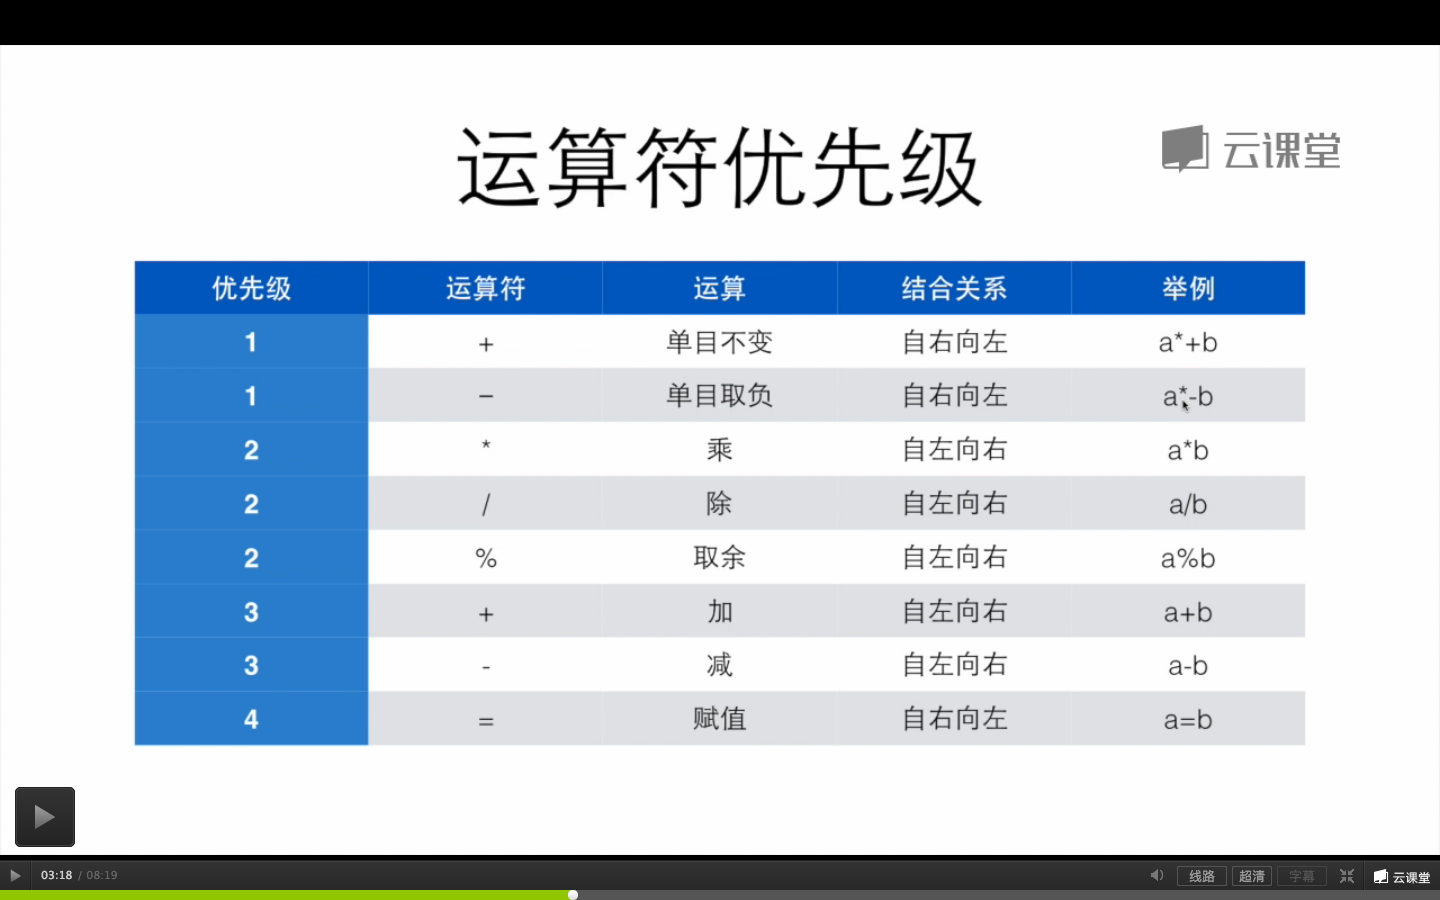 运算符优先级
云课堂
优先级 运算符 运算 结合关系 举例
1 + 单目不变 自右向左 a*+b
1 − 单目取负 自右向左 a*-b
2 * 乘 自左向右 a*b
2 / 除 自左向右 a/b
2 % 取余 自左向右 a%b
3 + 加 自左向右 a+b
3 - 减 自左向右 a-b
4 = 赋值 自右向左 a=b
03:18 / 08:19 线路 超清 字幕 云课堂